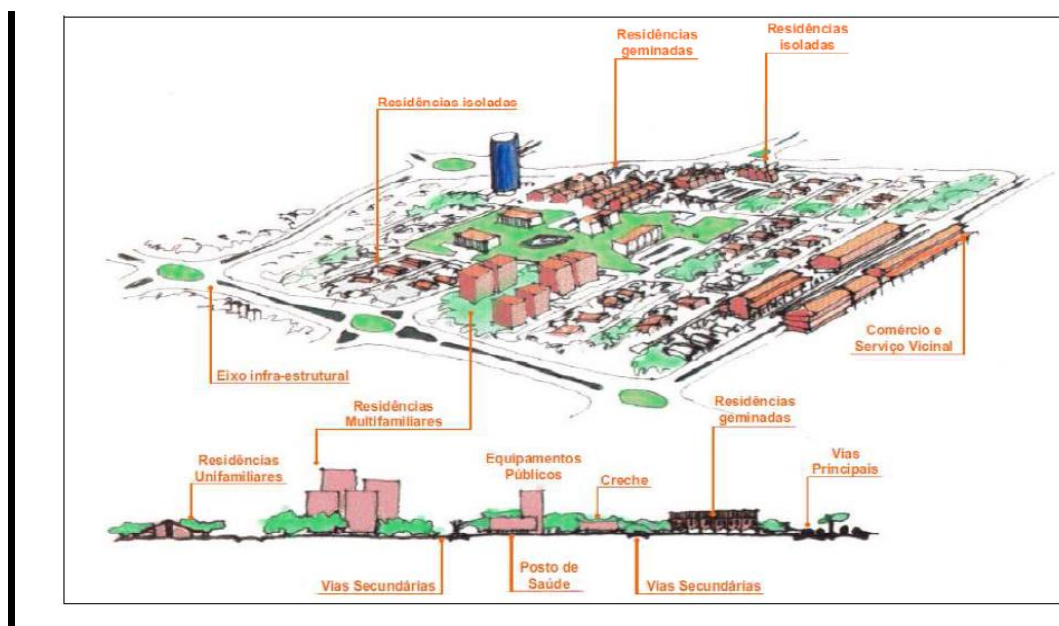 Residências
geminadas
Residências
isoladas
Residências isoladas
Comércio e
Serviço Vicinal
Eixo infra-estrutural
Residências
Multifamiliares
Residências
geminadas
Residências
Unifamiliares
Equipamentos
Públicos
Creche
Vias
Principais
Vias Secundárias
Posto de
Saúde
Vias Secundárias